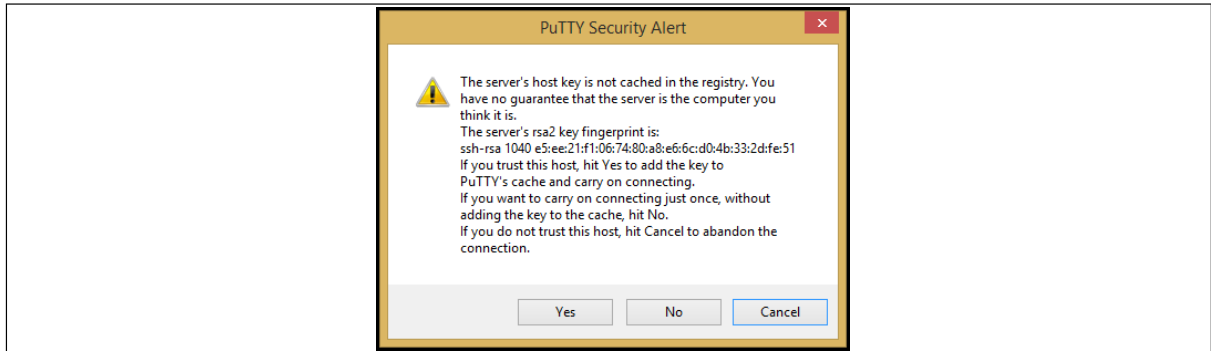 PuTTY Security Alert
The server's host key is not cached in the registry. You
have no guarantee that the server is the computer you
think it is.
The server's rsa2 key fingerprint is:
ssh-rsa 1040 e5:ee:21:f1:06:74:80:a8:e6:6c:d0:4b:33:2d:fe:51
If you trust this host, hit Yes to add the key to
PuTTY's cache and carry on connecting.
If you want to carry on connecting just once, without
adding the key to the cache, hit No.
If you do not trust this host, hit Cancel to abandon the
connection.
Yes No Cancel